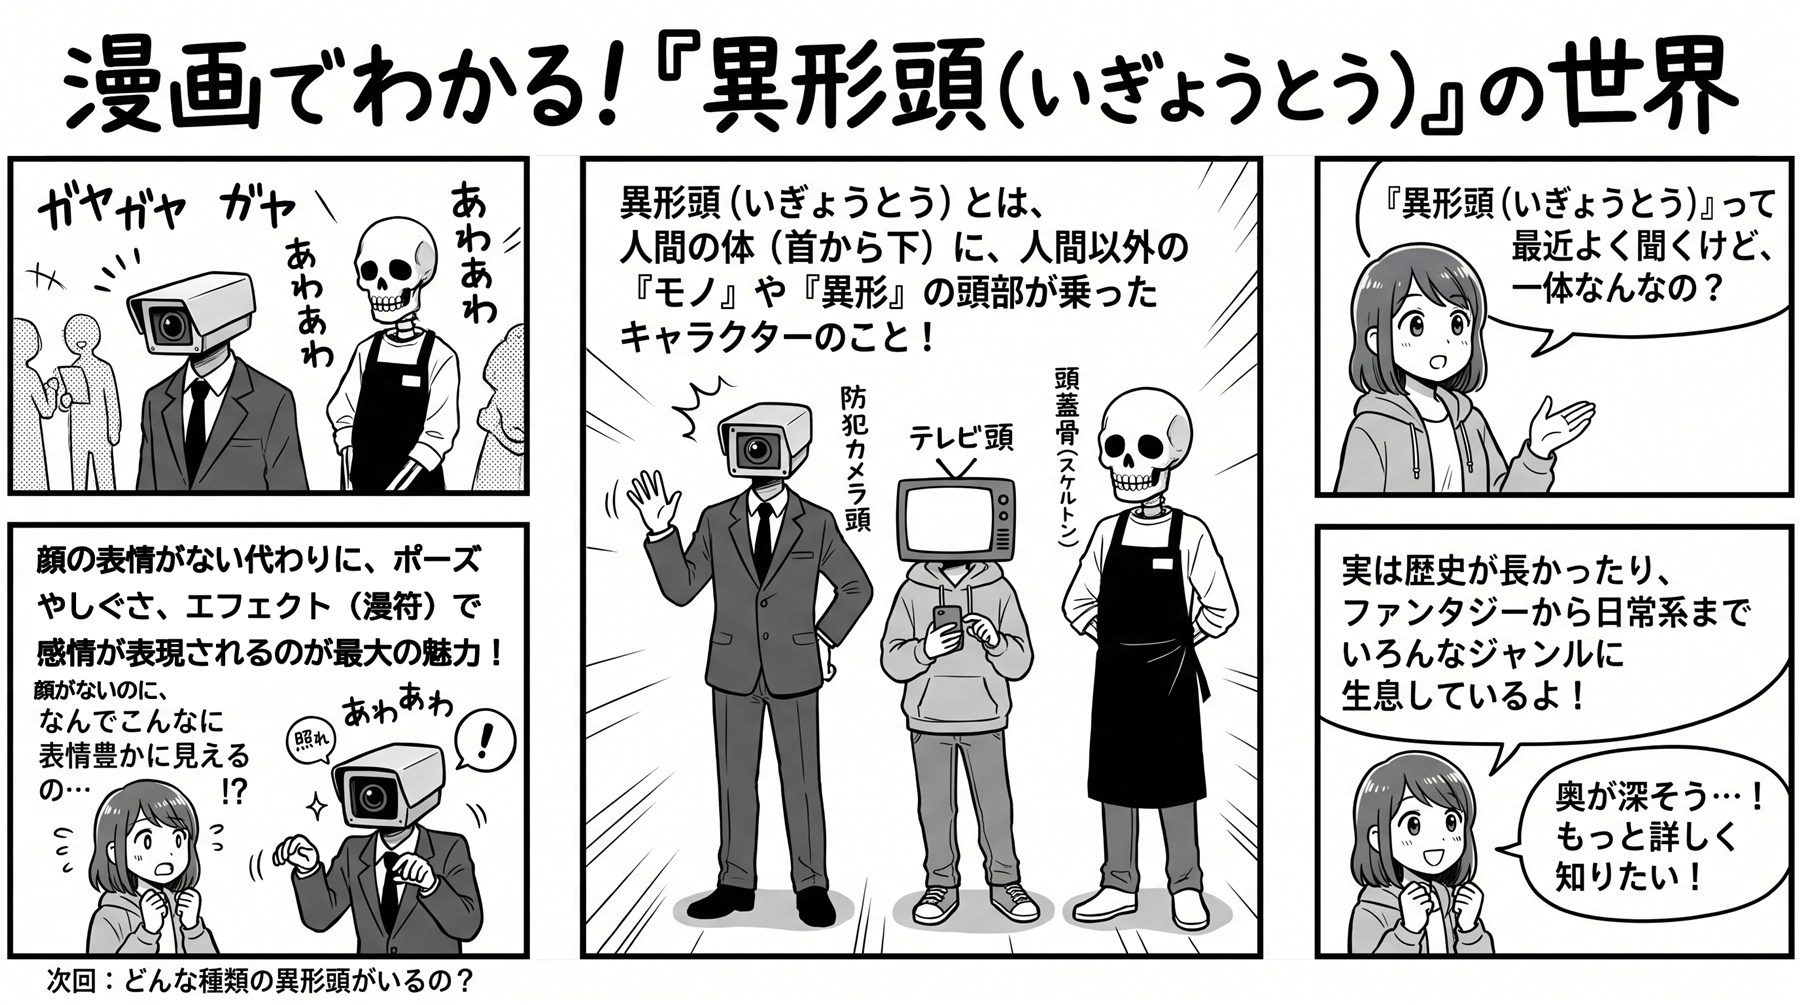 漫画でわかる！『異形頭（いぎょうとう）』の世界
『異形頭（いぎょうとう）』って
最近よく聞くけど、
一体なんなの？
実は歴史が長かったり、
ファンタジーから日常系まで
いろんなジャンルに
生息しているよ！
奥が深そう…！
もっと詳しく
知りたい！
異形頭（いぎょうとう）とは、
人間の体（首から下）に、人間以外の
『モノ』や『異形』の頭部が乗った
キャラクターのこと！
頭蓋骨（スケルトン）
テレビ頭
防犯カメラ頭
あわあわ
ガヤガヤ ガヤ
あわあわ
顔の表情がない代わりに、ポーズ
やしぐさ、エフェクト（漫符）で
感情が表現されるのが最大の魅力！
顔がないのに、
なんでこんなに
表情豊かに見える
の…
!?
あわあわ
照れ
！
次回：どんな種類の異形頭がいるの？